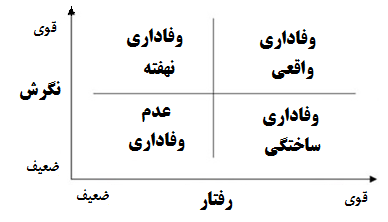 قوی
وفاداری
واقعی
وفاداری
نهفته
نگرش
وفاداری
ساختگی
عدم
وفاداری
ضعیف
قوی
رفتار
ضعیف